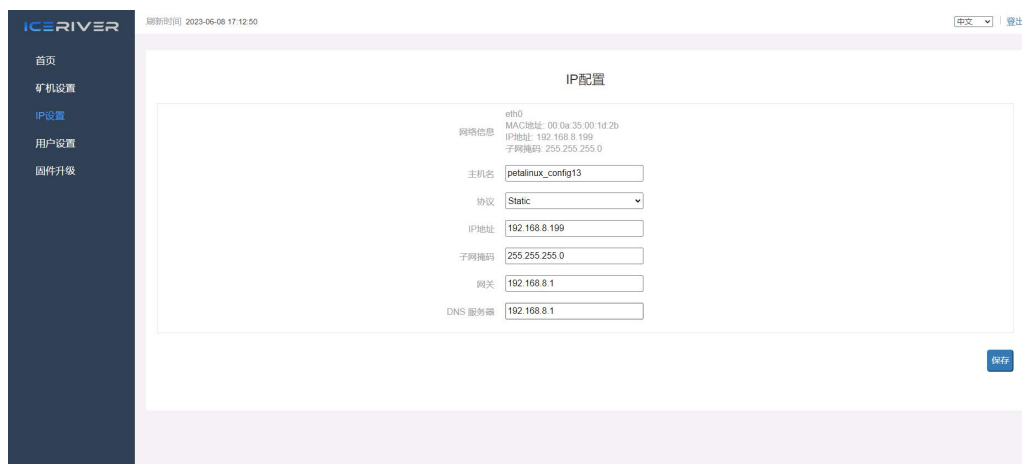 ICERIVER
刷新时间 2023-06-08 17:12:50
中文
登出
首页
矿机设置
IP设置
用户设置
固件升级
IP配置
网络信息
eth0
MAC地址: 00:0a:35:00:1d:2b
IP地址: 192.168.8.199
子网掩码: 255.255.255.0
主机名 petalinux_config13
协议 Static
IP地址 192.168.8.199
子网掩码 255.255.255.0
网关 192.168.8.1
DNS 服务器 192.168.8.1
保存